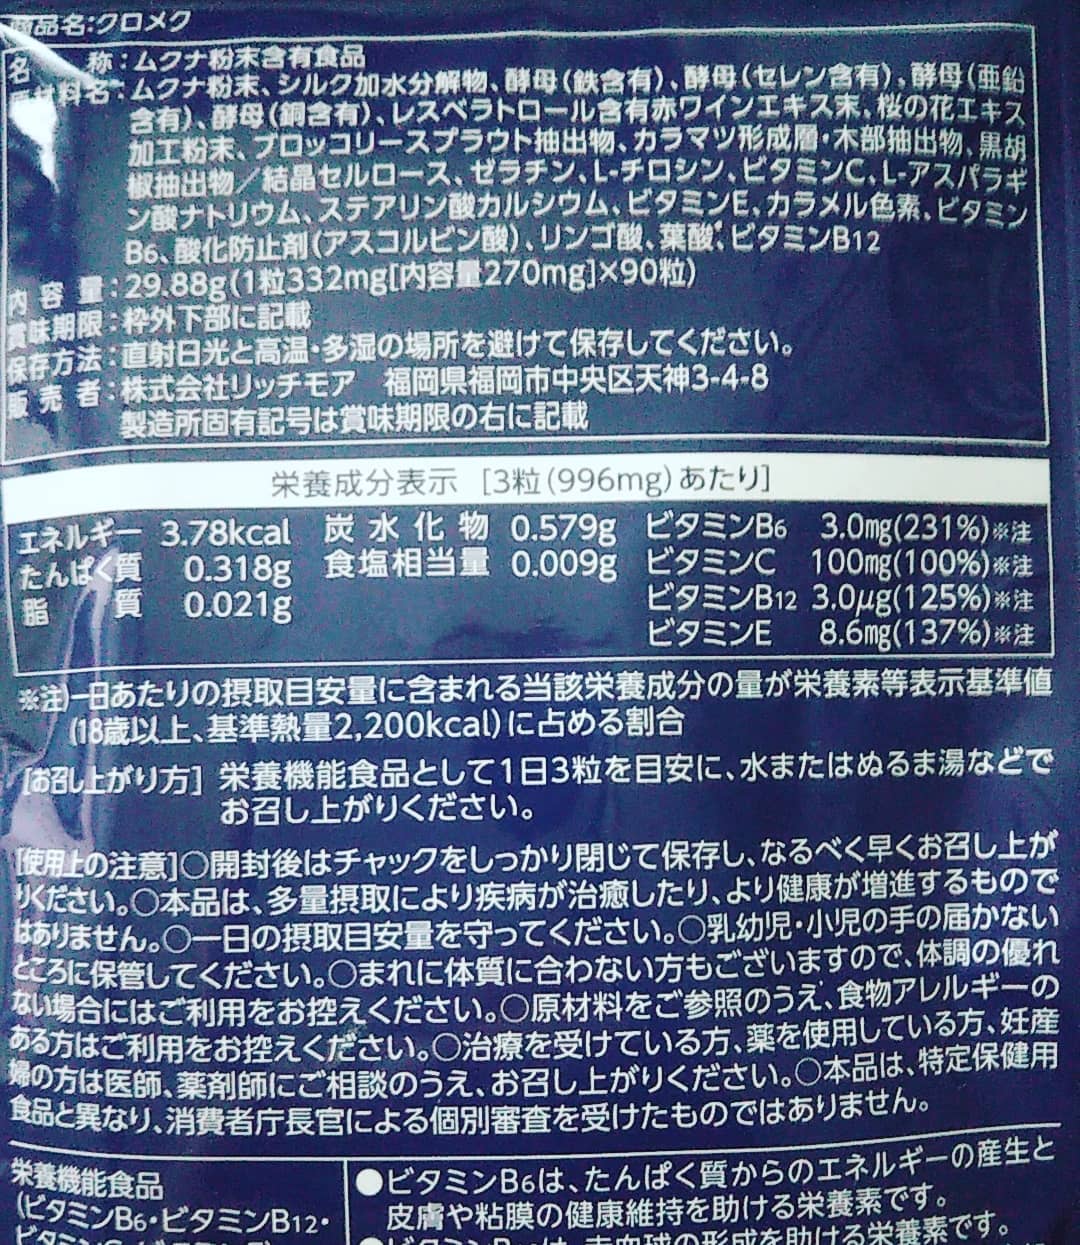 商品名:クロメク
名 称:ムクナ粉末含有食品
原材料名:ムクナ粉末、シルク加水分解物、酵母(鉄含有)、酵母(セレン含有)、酵母(亜鉛
含有)、酵母(銅含有)、レスベラトロール含有赤ワインエキス末、桜の花エキス
加工粉末、ブロッコリースプラウト抽出物、カラマツ形成層・木部抽出物、黒胡
椒抽出物/結晶セルロース、ゼラチン、L-チロシン、ビタミンC、L-アスパラギ
ン酸ナトリウム、ステアリン酸カルシウム、ビタミンE、カラメル色素、ビタミン
B6、酸化防止剤(アスコルビン酸)、リンゴ酸、葉酸、ビタミンB12
内容量:29.88g(1粒332mg[内容量270mg]×90粒)
賞味期限:枠外下部に記載
保存方法:直射日光と高温・多湿の場所を避けて保存してください。
販売者:株式会社リッチモア 福岡県福岡市中央区天神3-4-8
製造所固有記号は賞味期限の右に記載
栄養成分表示 [3粒(996mg)あたり]
エネルギー 3.78kcal 炭水化物 0.579g ビタミンB6 3.0mg(231%)※注
たんぱく質 0.318g 食塩相当量 0.009g ビタミンC 100mg(100%)※注
脂質 0.021g ビタミンB12 3.0μg(125%)※注
ビタミンE 8.6mg(137%)※注
※注)一日あたりの摂取目安量に含まれる当該栄養成分の量が栄養素等表示基準値
(18歳以上、基準熱量2,200kcal)に占める割合
[お召し上がり方] 栄養機能食品として1日3粒を目安に、水またはぬるま湯などで
お召し上がりください。
[使用上の注意]○開封後はチャックをしっかり閉じて保存し、なるべく早くお召し上が
りください。○本品は、多量摂取により疾病が治癒したり、より健康が増進するもので
はありません。○一日の摂取目安量を守ってください。○乳幼児・小児の手の届かない
ところに保管してください。○まれに体質に合わない方もございますので、体調の優れ
ない場合にはご利用をお控えください。○原材料をご参照のうえ、食物アレルギーの
ある方はご利用をお控えください。○治療を受けている方、薬を使用している方、妊産
婦の方は医師、薬剤師にご相談のうえ、お召し上がりください。○本品は、特定保健用
食品と異なり、消費者庁長官による個別審査を受けたものではありません。
栄養機能食品
(ビタミンB6・ビタミンB12・
●ビタミンB6は、たんぱく質からのエネルギーの産生と
皮膚や粘膜の健康維持を助ける栄養素です。
は、赤血球の形成を助ける栄養素です。